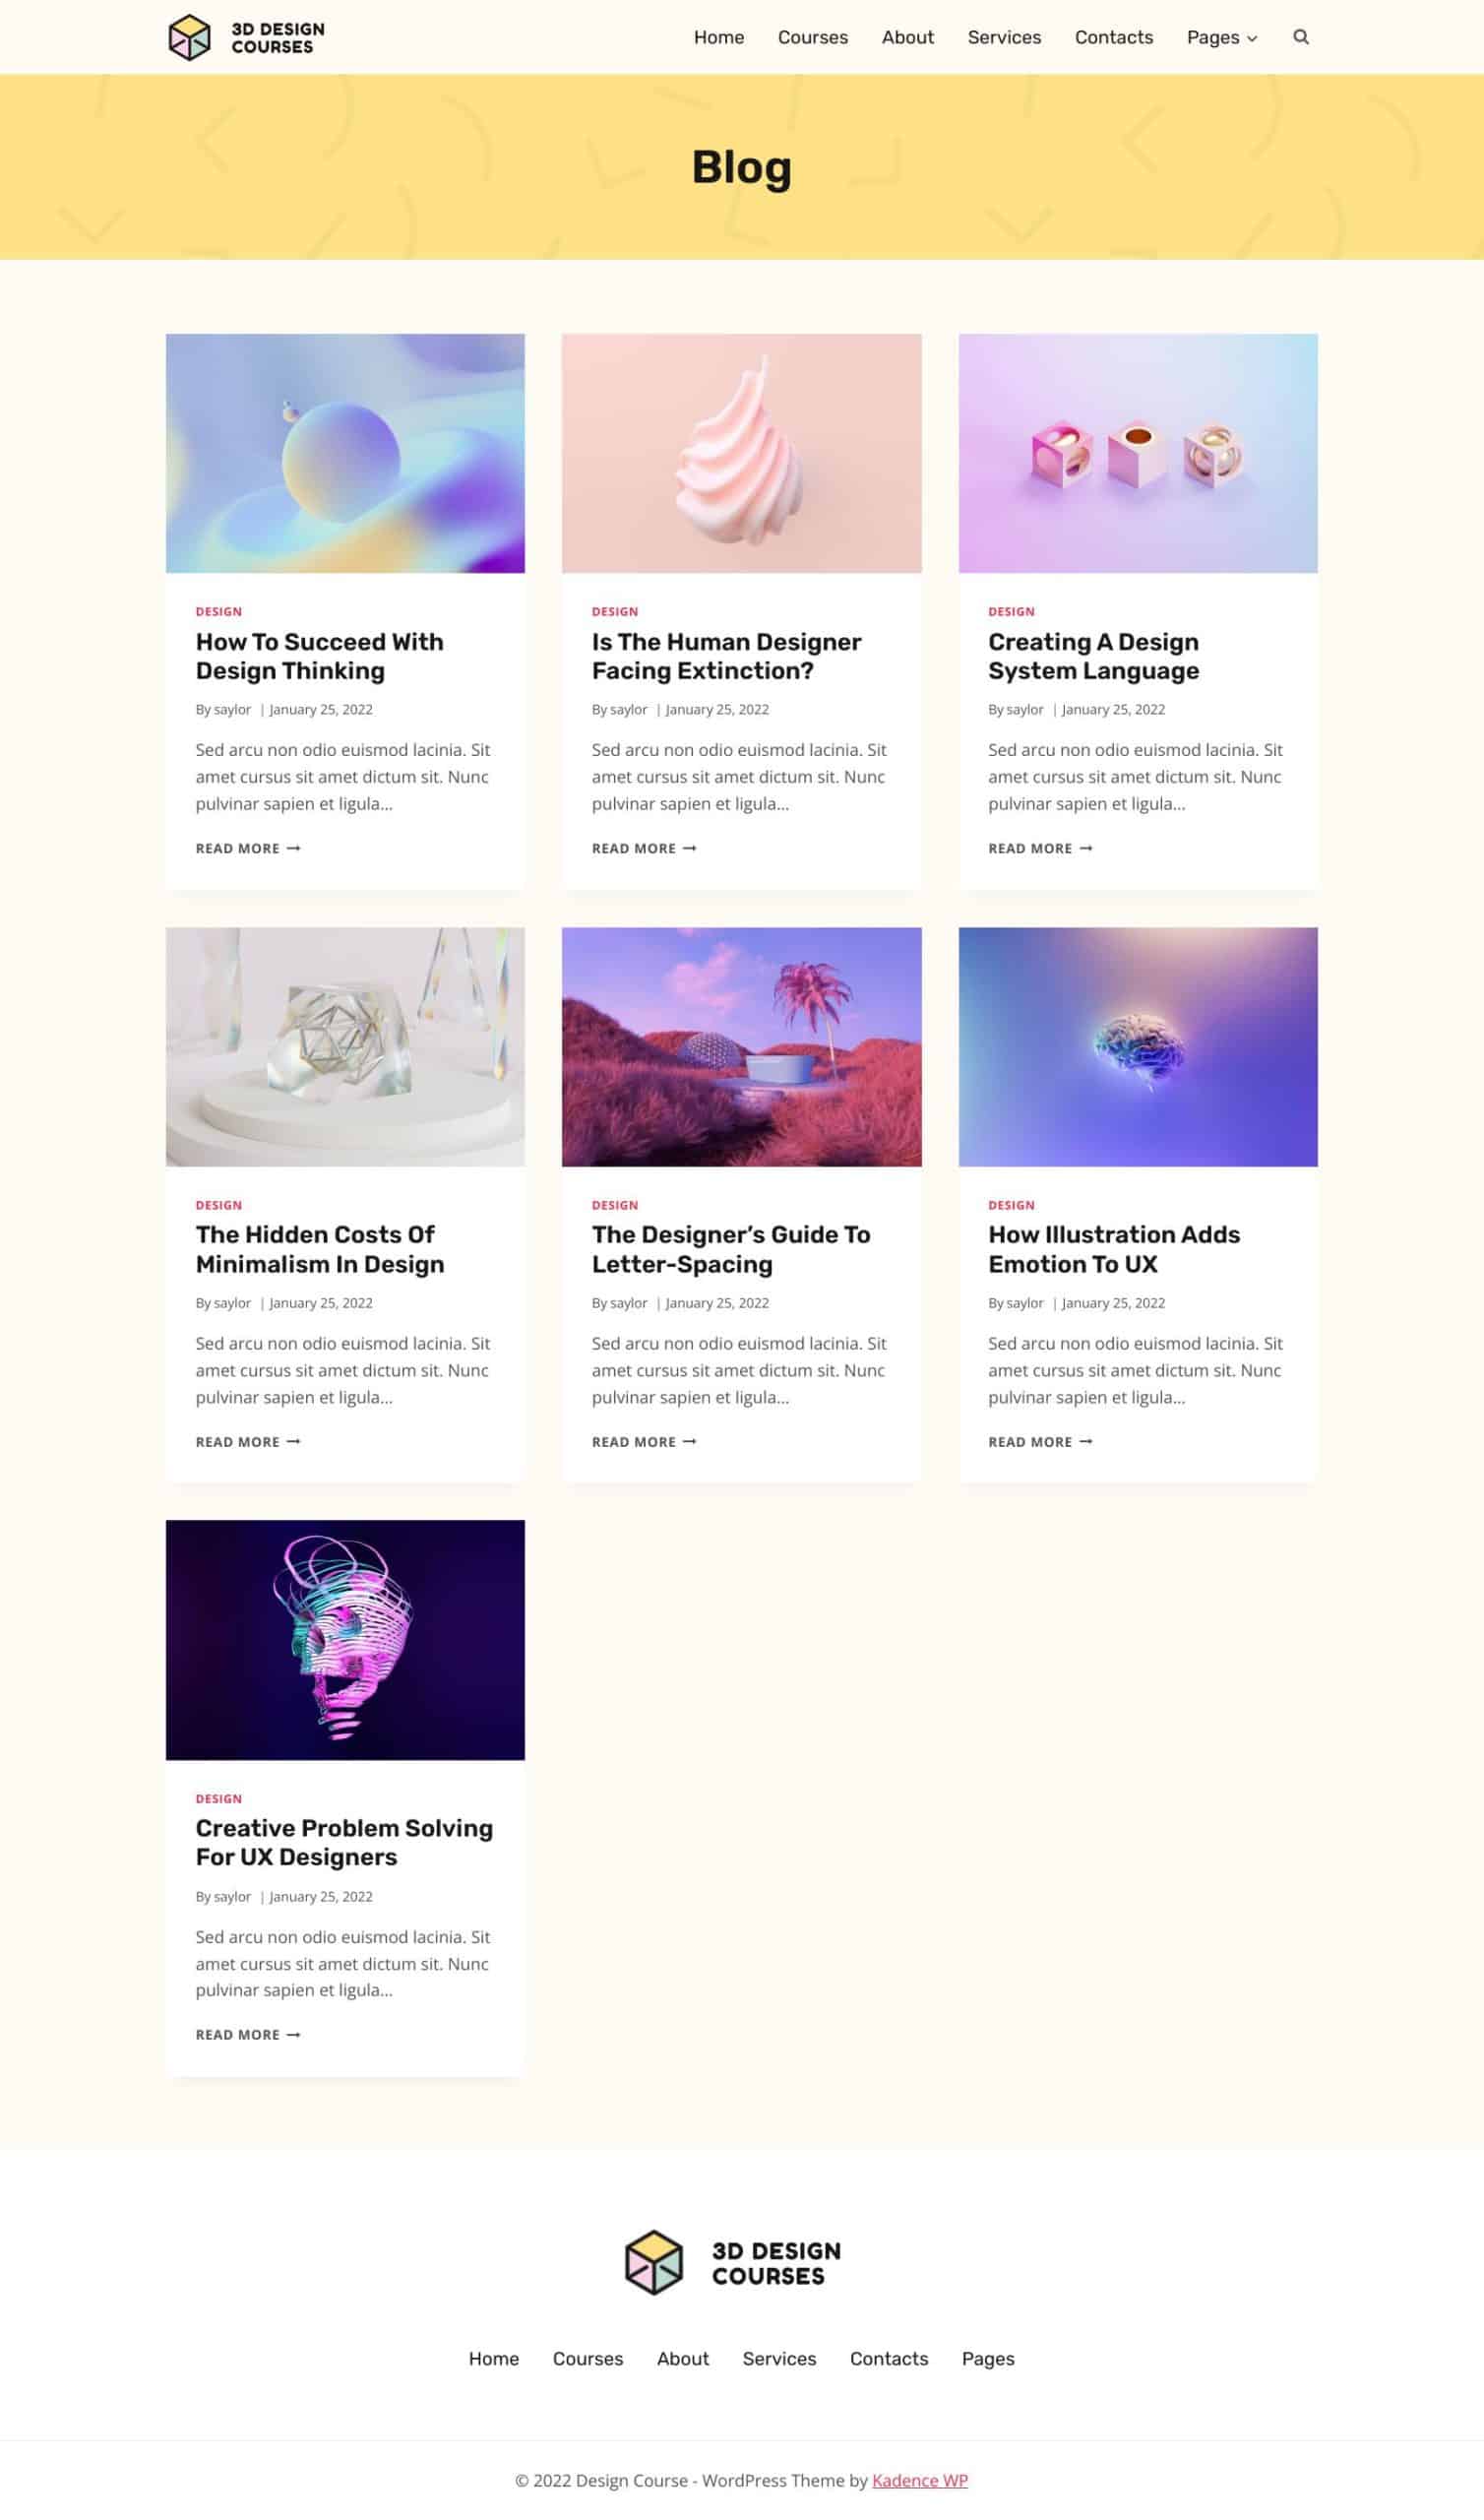 3D DESIGN
COURSES
Home Courses About Services Contacts Pages
Blog
DESIGN
How To Succeed With
Design Thinking
By saylor | January 25, 2022
Sed arcu non odio euismod lacinia. Sit
amet cursus sit amet dictum sit. Nunc
pulvinar sapien et ligula...
READ MORE →
DESIGN
Is The Human Designer
Facing Extinction?
By saylor | January 25, 2022
Sed arcu non odio euismod lacinia. Sit
amet cursus sit amet dictum sit. Nunc
pulvinar sapien et ligula...
READ MORE →
DESIGN
Creating A Design
System Language
By saylor | January 25, 2022
Sed arcu non odio euismod lacinia. Sit
amet cursus sit amet dictum sit. Nunc
pulvinar sapien et ligula...
READ MORE →
DESIGN
The Hidden Costs Of
Minimalism In Design
By saylor | January 25, 2022
Sed arcu non odio euismod lacinia. Sit
amet cursus sit amet dictum sit. Nunc
pulvinar sapien et ligula...
READ MORE →
DESIGN
The Designer’s Guide To
Letter-Spacing
By saylor | January 25, 2022
Sed arcu non odio euismod lacinia. Sit
amet cursus sit amet dictum sit. Nunc
pulvinar sapien et ligula...
READ MORE →
DESIGN
How Illustration Adds
Emotion To UX
By saylor | January 25, 2022
Sed arcu non odio euismod lacinia. Sit
amet cursus sit amet dictum sit. Nunc
pulvinar sapien et ligula...
READ MORE →
DESIGN
Creative Problem Solving
For UX Designers
By saylor | January 25, 2022
Sed arcu non odio euismod lacinia. Sit
amet cursus sit amet dictum sit. Nunc
pulvinar sapien et ligula...
READ MORE →
3D DESIGN
COURSES
Home Courses About Services Contacts Pages
© 2022 Design Course - WordPress Theme by Kadence WP